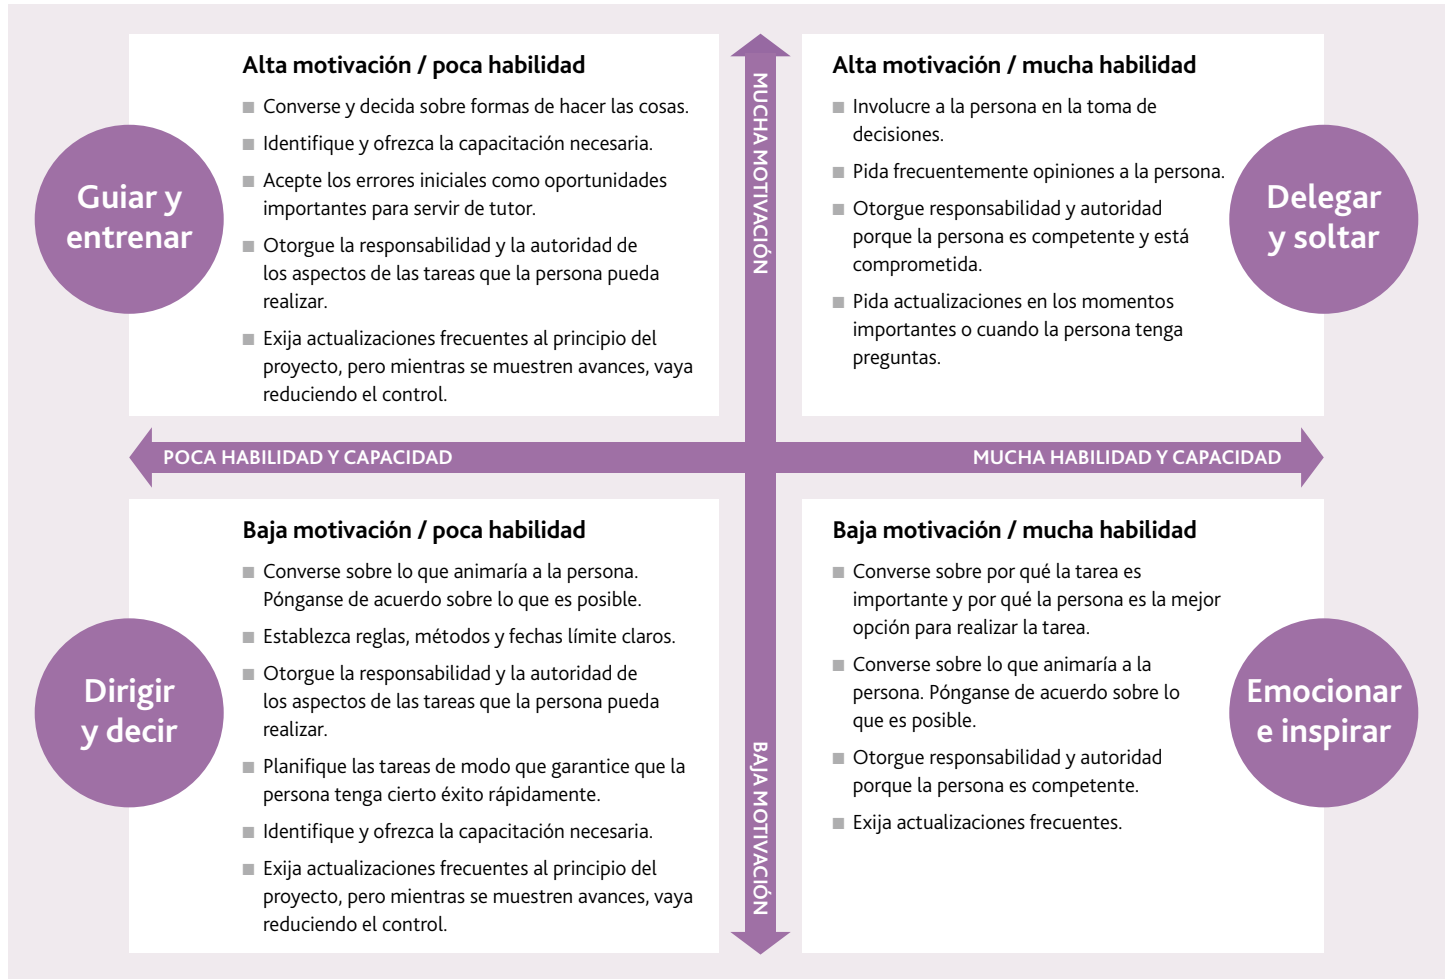 Guiar y
entrenar
Alta motivación / poca habilidad
Converse y decida sobre formas de hacer las cosas.
Identifique y ofrezca la capacitación necesaria.
Acepte los errores iniciales como oportunidades
importantes para servir de tutor.
Otorgue la responsabilidad y la autoridad de
los aspectos de las tareas que la persona pueda
realizar.
Exija actualizaciones frecuentes al principio del
proyecto, pero mientras se muestren avances, vaya
reduciendo el control.
MUCHA MOTIVACIÓN
Alta motivación / mucha habilidad
Involucre a la persona en la toma de
decisiones.
Pida frecuentemente opiniones a la persona.
Otorgue responsabilidad y autoridad
porque la persona es competente y está
comprometida.
Pida actualizaciones en los momentos
importantes o cuando la persona tenga
preguntas.
Delegar
y soltar
POCA HABILIDAD Y CAPACIDAD
MUCHA HABILIDAD Y CAPACIDAD
Dirigir
y decir
Baja motivación / poca habilidad
Converse sobre lo que animaría a la persona.
Pónganse de acuerdo sobre lo que es posible.
Establezca reglas, métodos y fechas límite claros.
Otorgue la responsabilidad y la autoridad de
los aspectos de las tareas que la persona pueda
realizar.
Planifique las tareas de modo que garantice que la
persona tenga cierto éxito rápidamente.
Identifique y ofrezca la capacitación necesaria.
Exija actualizaciones frecuentes al principio del
proyecto, pero mientras se muestren avances, vaya
reduciendo el control.
BAJA MOTIVACIÓN
Baja motivación / mucha habilidad
Converse sobre por qué la tarea es
importante y por qué la persona es la mejor
opción para realizar la tarea.
Converse sobre lo que animaría a la
persona. Pónganse de acuerdo sobre lo
que es posible.
Otorgue responsabilidad y autoridad
porque la persona es competente.
Exija actualizaciones frecuentes.
Emocionar
e inspirar